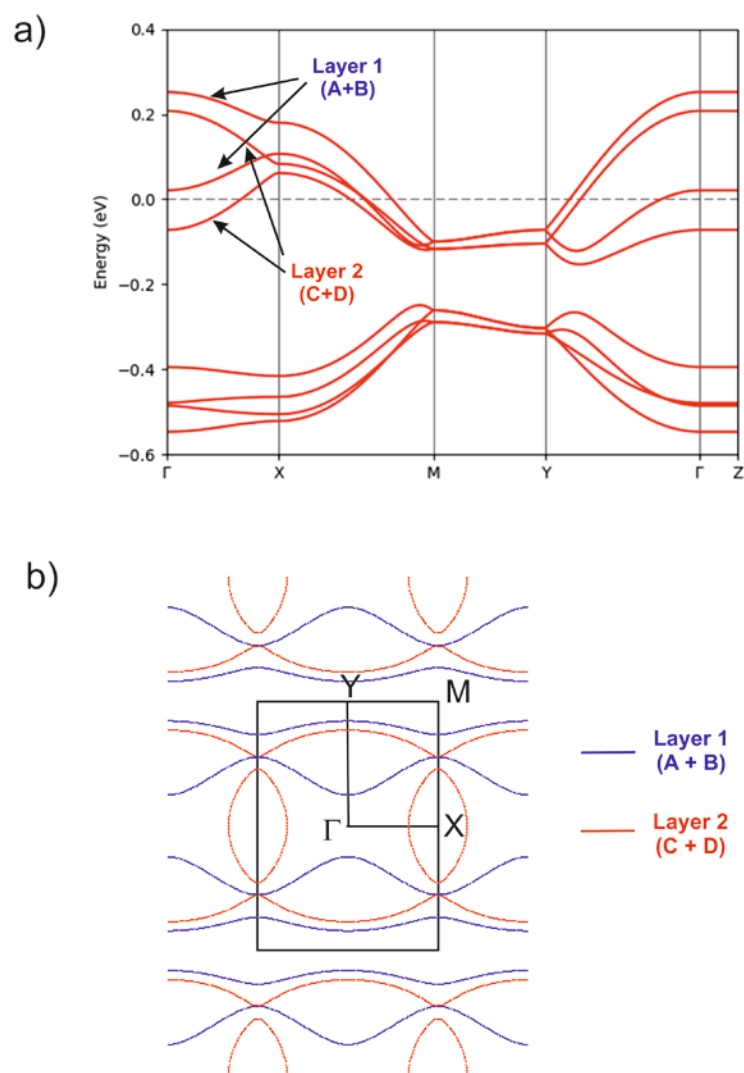 a)
0.4
0.2
0.0
−0.2
−0.4
−0.6
Energy (eV)
Layer 1
(A+B)
Layer 2
(C+D)
Γ
X
M
Y
Γ
Z
b)
Y
M
Γ
X
Layer 1
(A + B)
Layer 2
(C + D)